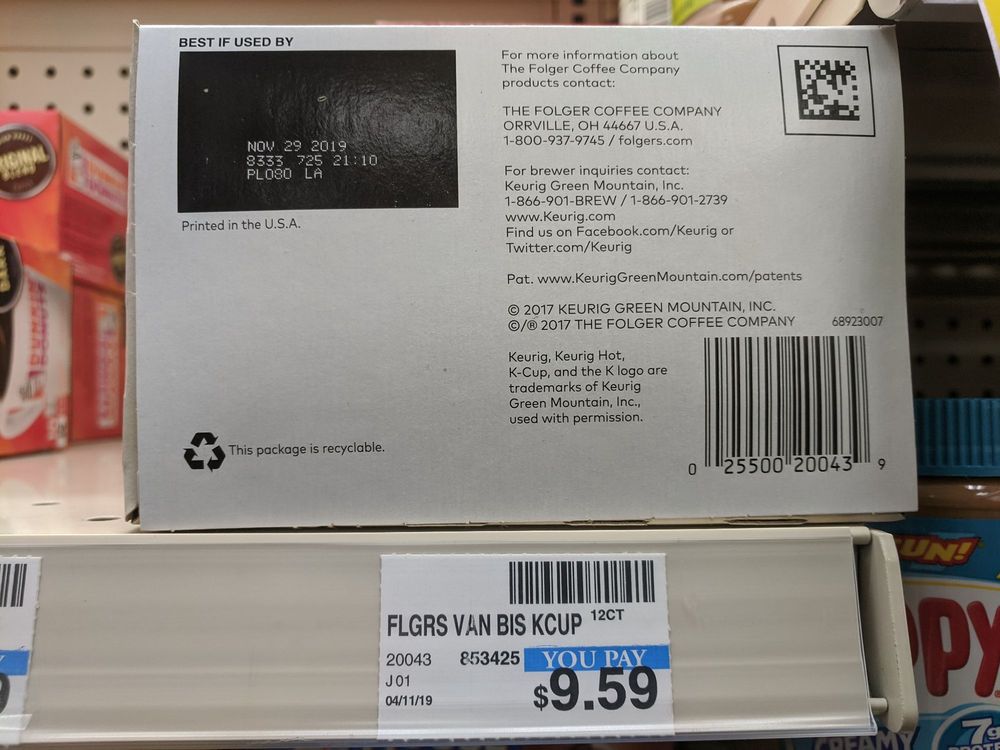 BEST IF USED BY
NOV 29 2019
8333 725 21:10
PL080 LA
Printed in the U.S.A.
This package is recyclable.
For more information about
The Folger Coffee Company
products contact:
THE FOLGER COFFEE COMPANY
ORRVILLE, OH 44667 U.S.A.
1-800-937-9745 / folgers.com
For brewer inquiries contact:
Keurig Green Mountain, Inc.
1-866-901-BREW / 1-866-901-2739
www.Keurig.com
Find us on Facebook.com/Keurig or
Twitter.com/Keurig
Pat. www.KeurigGreenMountain.com/patents
© 2017 KEURIG GREEN MOUNTAIN, INC.
©/® 2017 THE FOLGER COFFEE COMPANY 68923007
Keurig, Keurig Hot,
K-Cup, and the K logo are
trademarks of Keurig
Green Mountain, Inc.,
used with permission.
0 25500 20043 9
FLGRS VAN BIS KCUP 12CT
20043 853425 YOU PAY
J01
04/11/19
$9.59